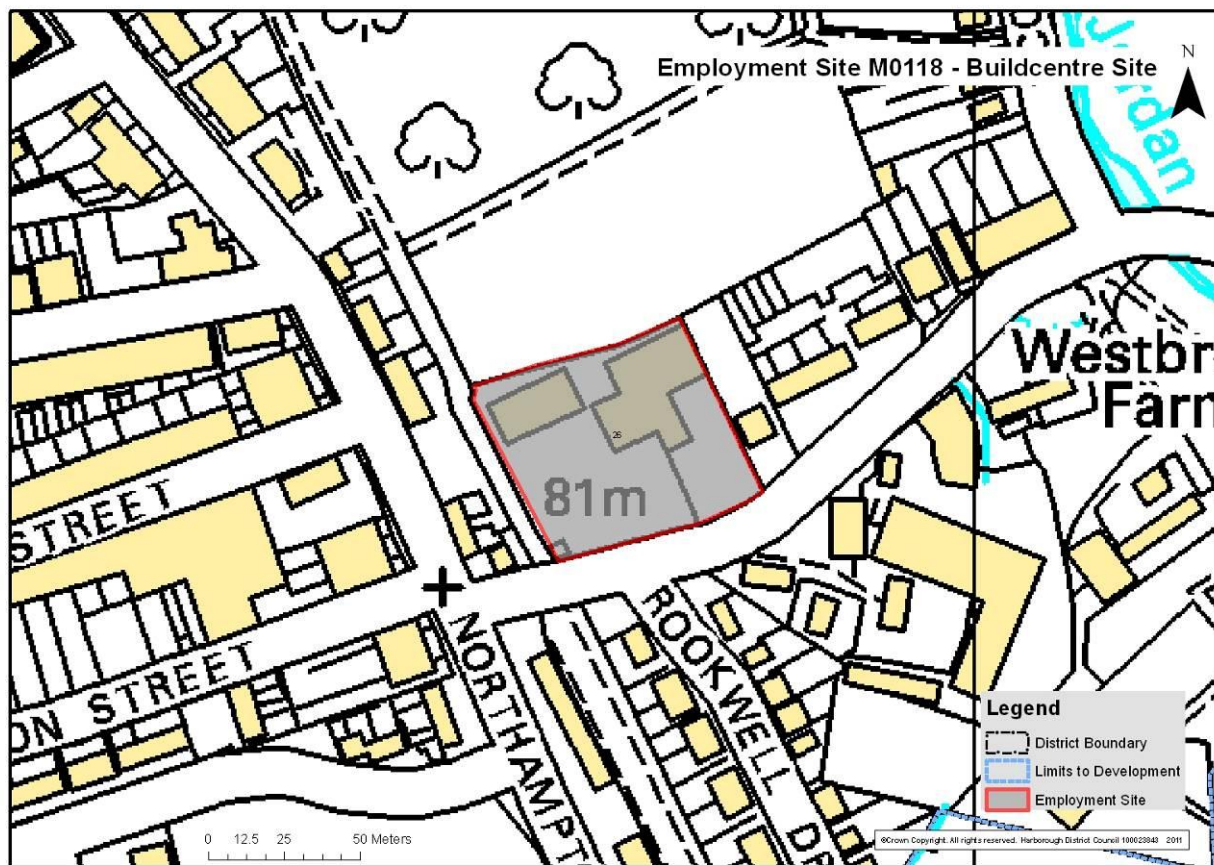 Employment Site M0118 - Buildcentre Site
N
Jordan
Westbr
Farm
26
81m
STREET
ON STREET
NORTHAMPT
ROOKWELL DR
Legend
District Boundary
Limits to Development
Employment Site
0 12.5 25 50 Meters
©Crown Copyright. All rights reserved. Harborough District Council 100023843 2011